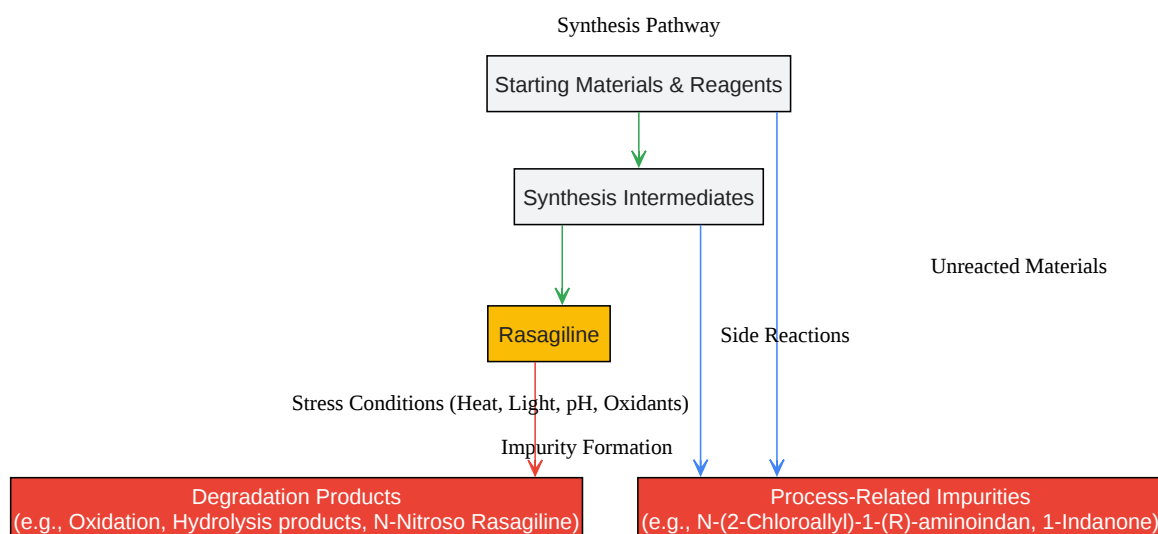 Synthesis Pathway
Starting Materials & Reagents
Synthesis Intermediates
Unreacted Materials
Rasagiline
Side Reactions
Stress Conditions (Heat, Light, pH, Oxidants)
Impurity Formation
Degradation Products
(e.g., Oxidation, Hydrolysis products, N-Nitroso Rasagiline)
Process-Related Impurities
(e.g., N-(2-Chloroallyl)-1-(R)-aminoindan, 1-Indanone)